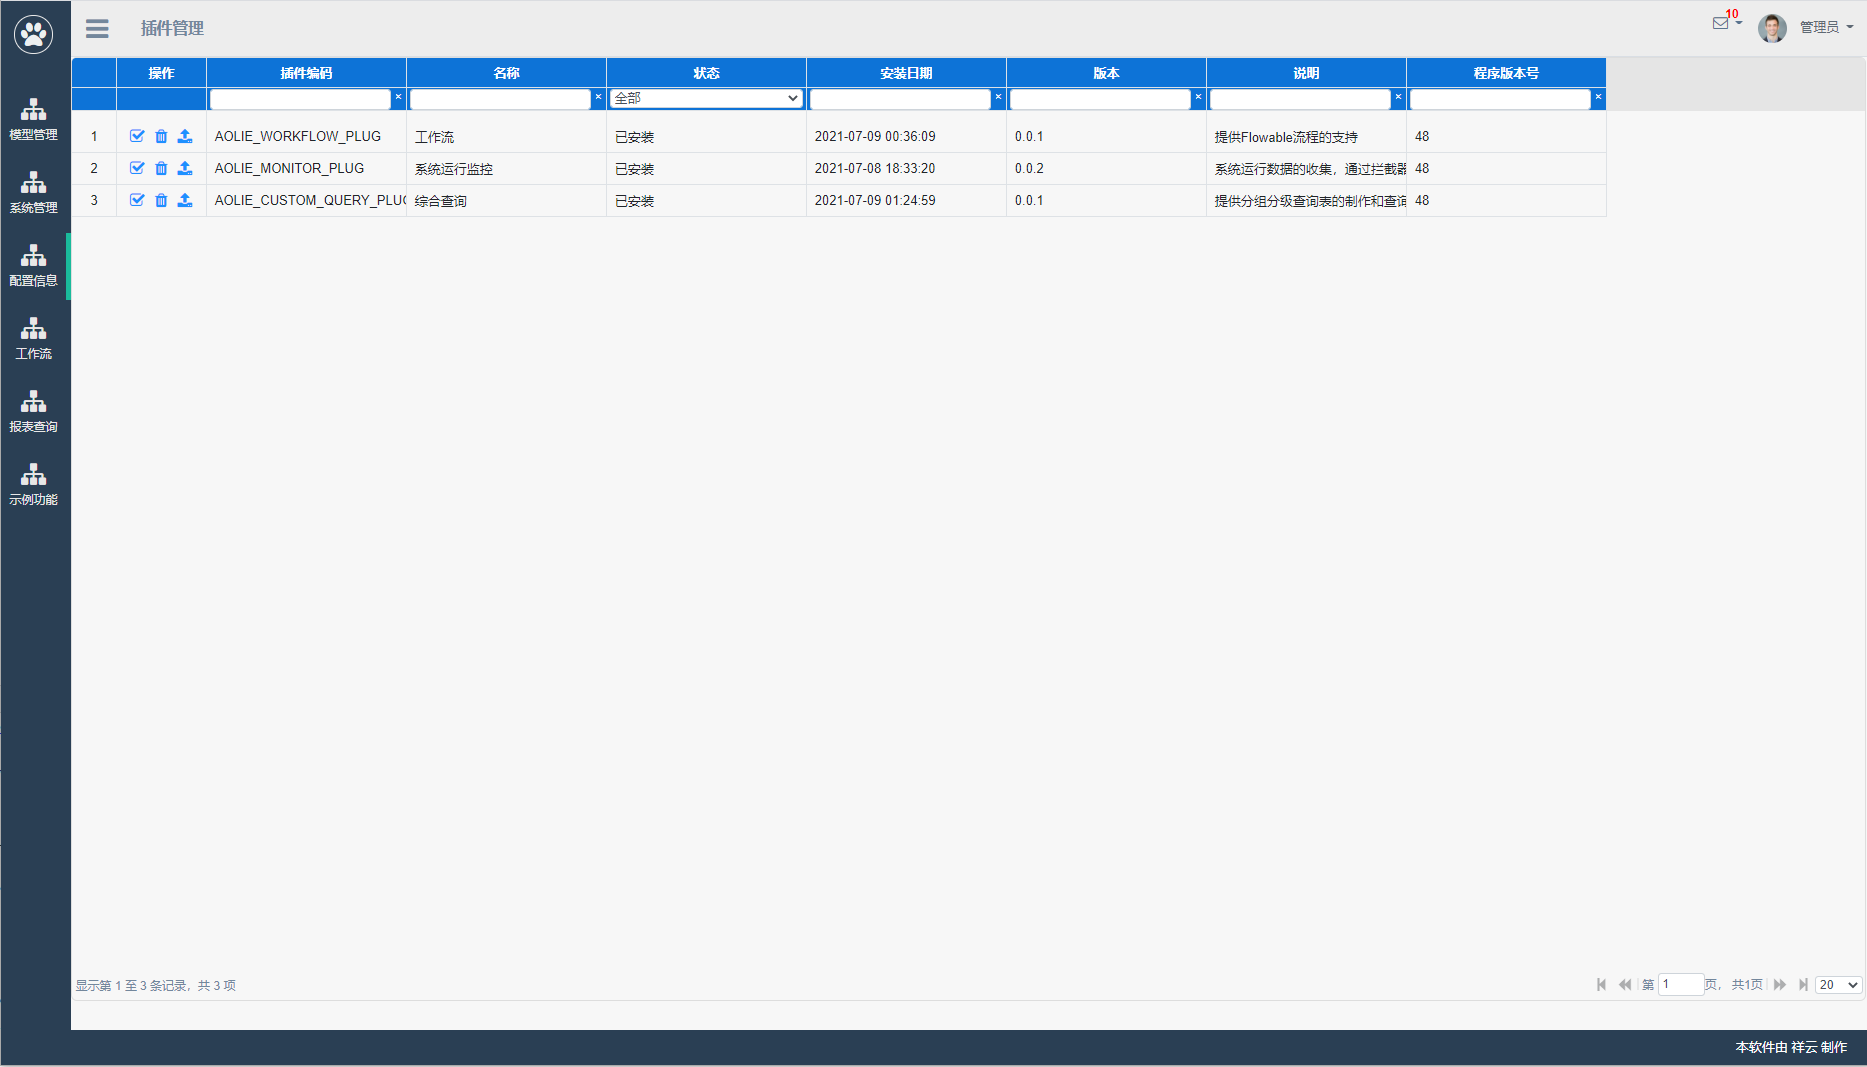 插件管理
10
管理员
模型管理
系统管理
配置信息
工作流
报表查询
示例功能
操作 插件编码 名称 状态 安装日期 版本 说明 程序版本号
× × 全部 × × × ×
1 AOLIE_WORKFLOW_PLUG 工作流 已安装 2021-07-09 00:36:09 0.0.1 提供Flowable流程的支持 48
2 AOLIE_MONITOR_PLUG 系统运行监控 已安装 2021-07-08 18:33:20 0.0.2 系统运行数据的收集，通过拦截器 48
3 AOLIE_CUSTOM_QUERY_PLUG 综合查询 已安装 2021-07-09 01:24:59 0.0.1 提供分组分级查询表的制作和查询 48
显示第 1 至 3 条记录，共 3 项
第 1 页， 共1页 20
本软件由 祥云 制作